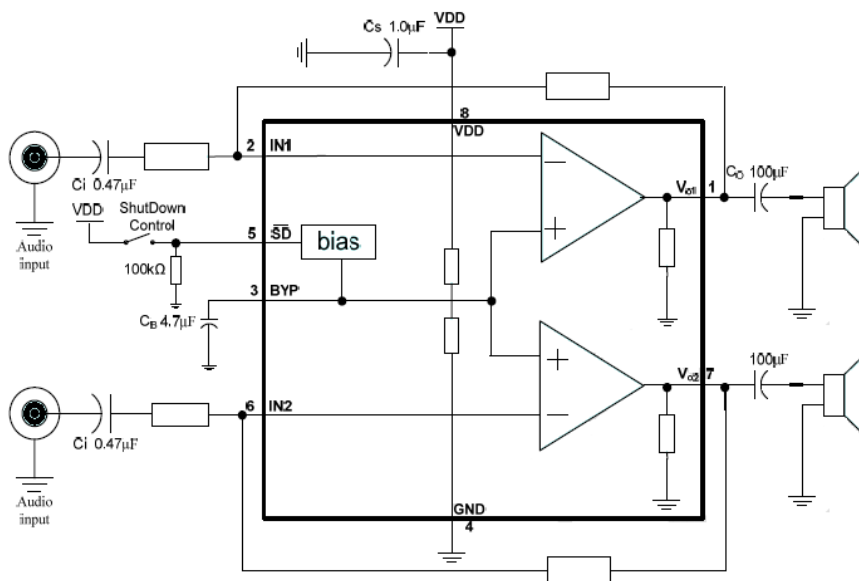 Cs 1.0μF
VDD
8
VDD
2 IN1
Ci 0.47μF
Vo1 1
Co 100μF
VDD
ShutDown
Control
5 SD
bias
Audio
input
100kΩ
3 BYP
CB 4.7μF
Vo2 7
100μF
6 IN2
Ci 0.47μF
Audio
input
GND
4